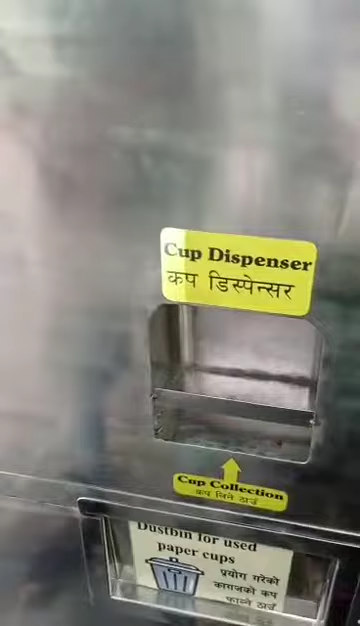 Cup Dispenser
कप डिस्पेन्सर
Cup Collection
कप लिने ठाउँ
Dustbin for used
paper cups
प्रयोग गरेको
कागजको कप
फाल्ने ठाउँ